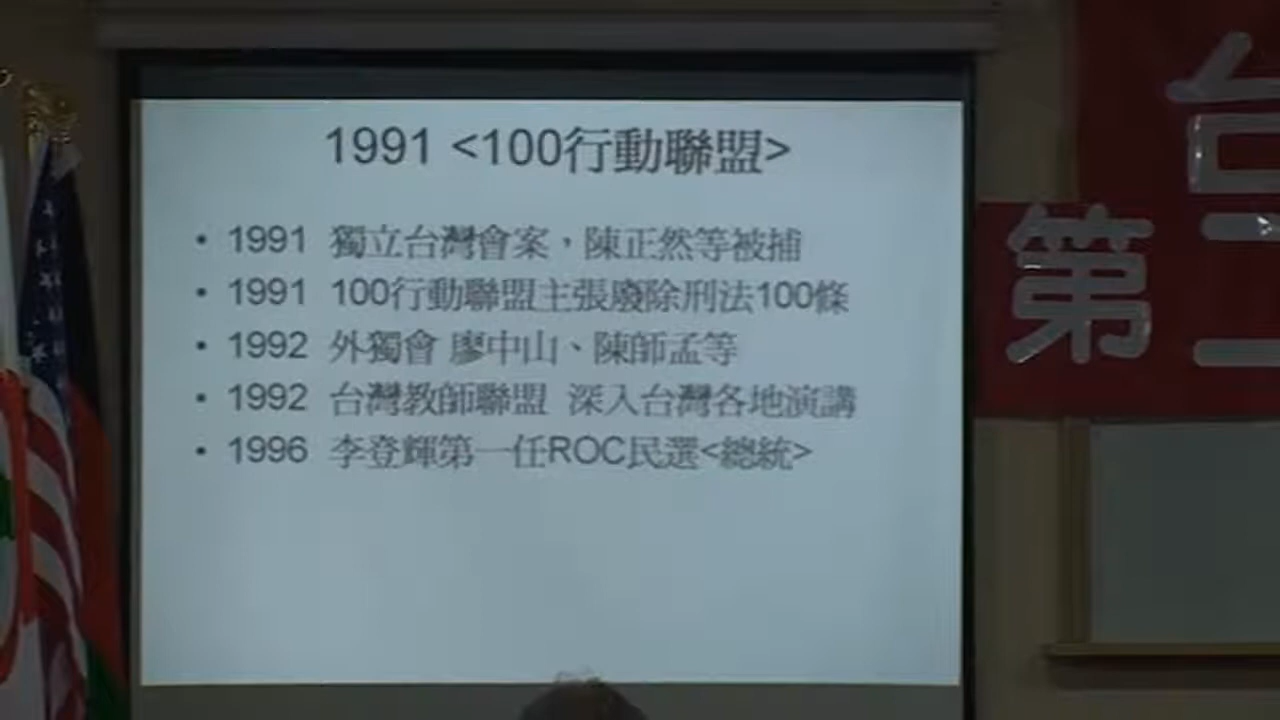 1991 <100行動聯盟>
• 1991 獨立台灣會案，陳正然等被捕
• 1991 100行動聯盟主張廢除刑法100條
• 1992 外獨會 廖中山、陳師孟等
• 1992 台灣教師聯盟 深入台灣各地演講
• 1996 李登輝第一任ROC民選<總統>
台
第